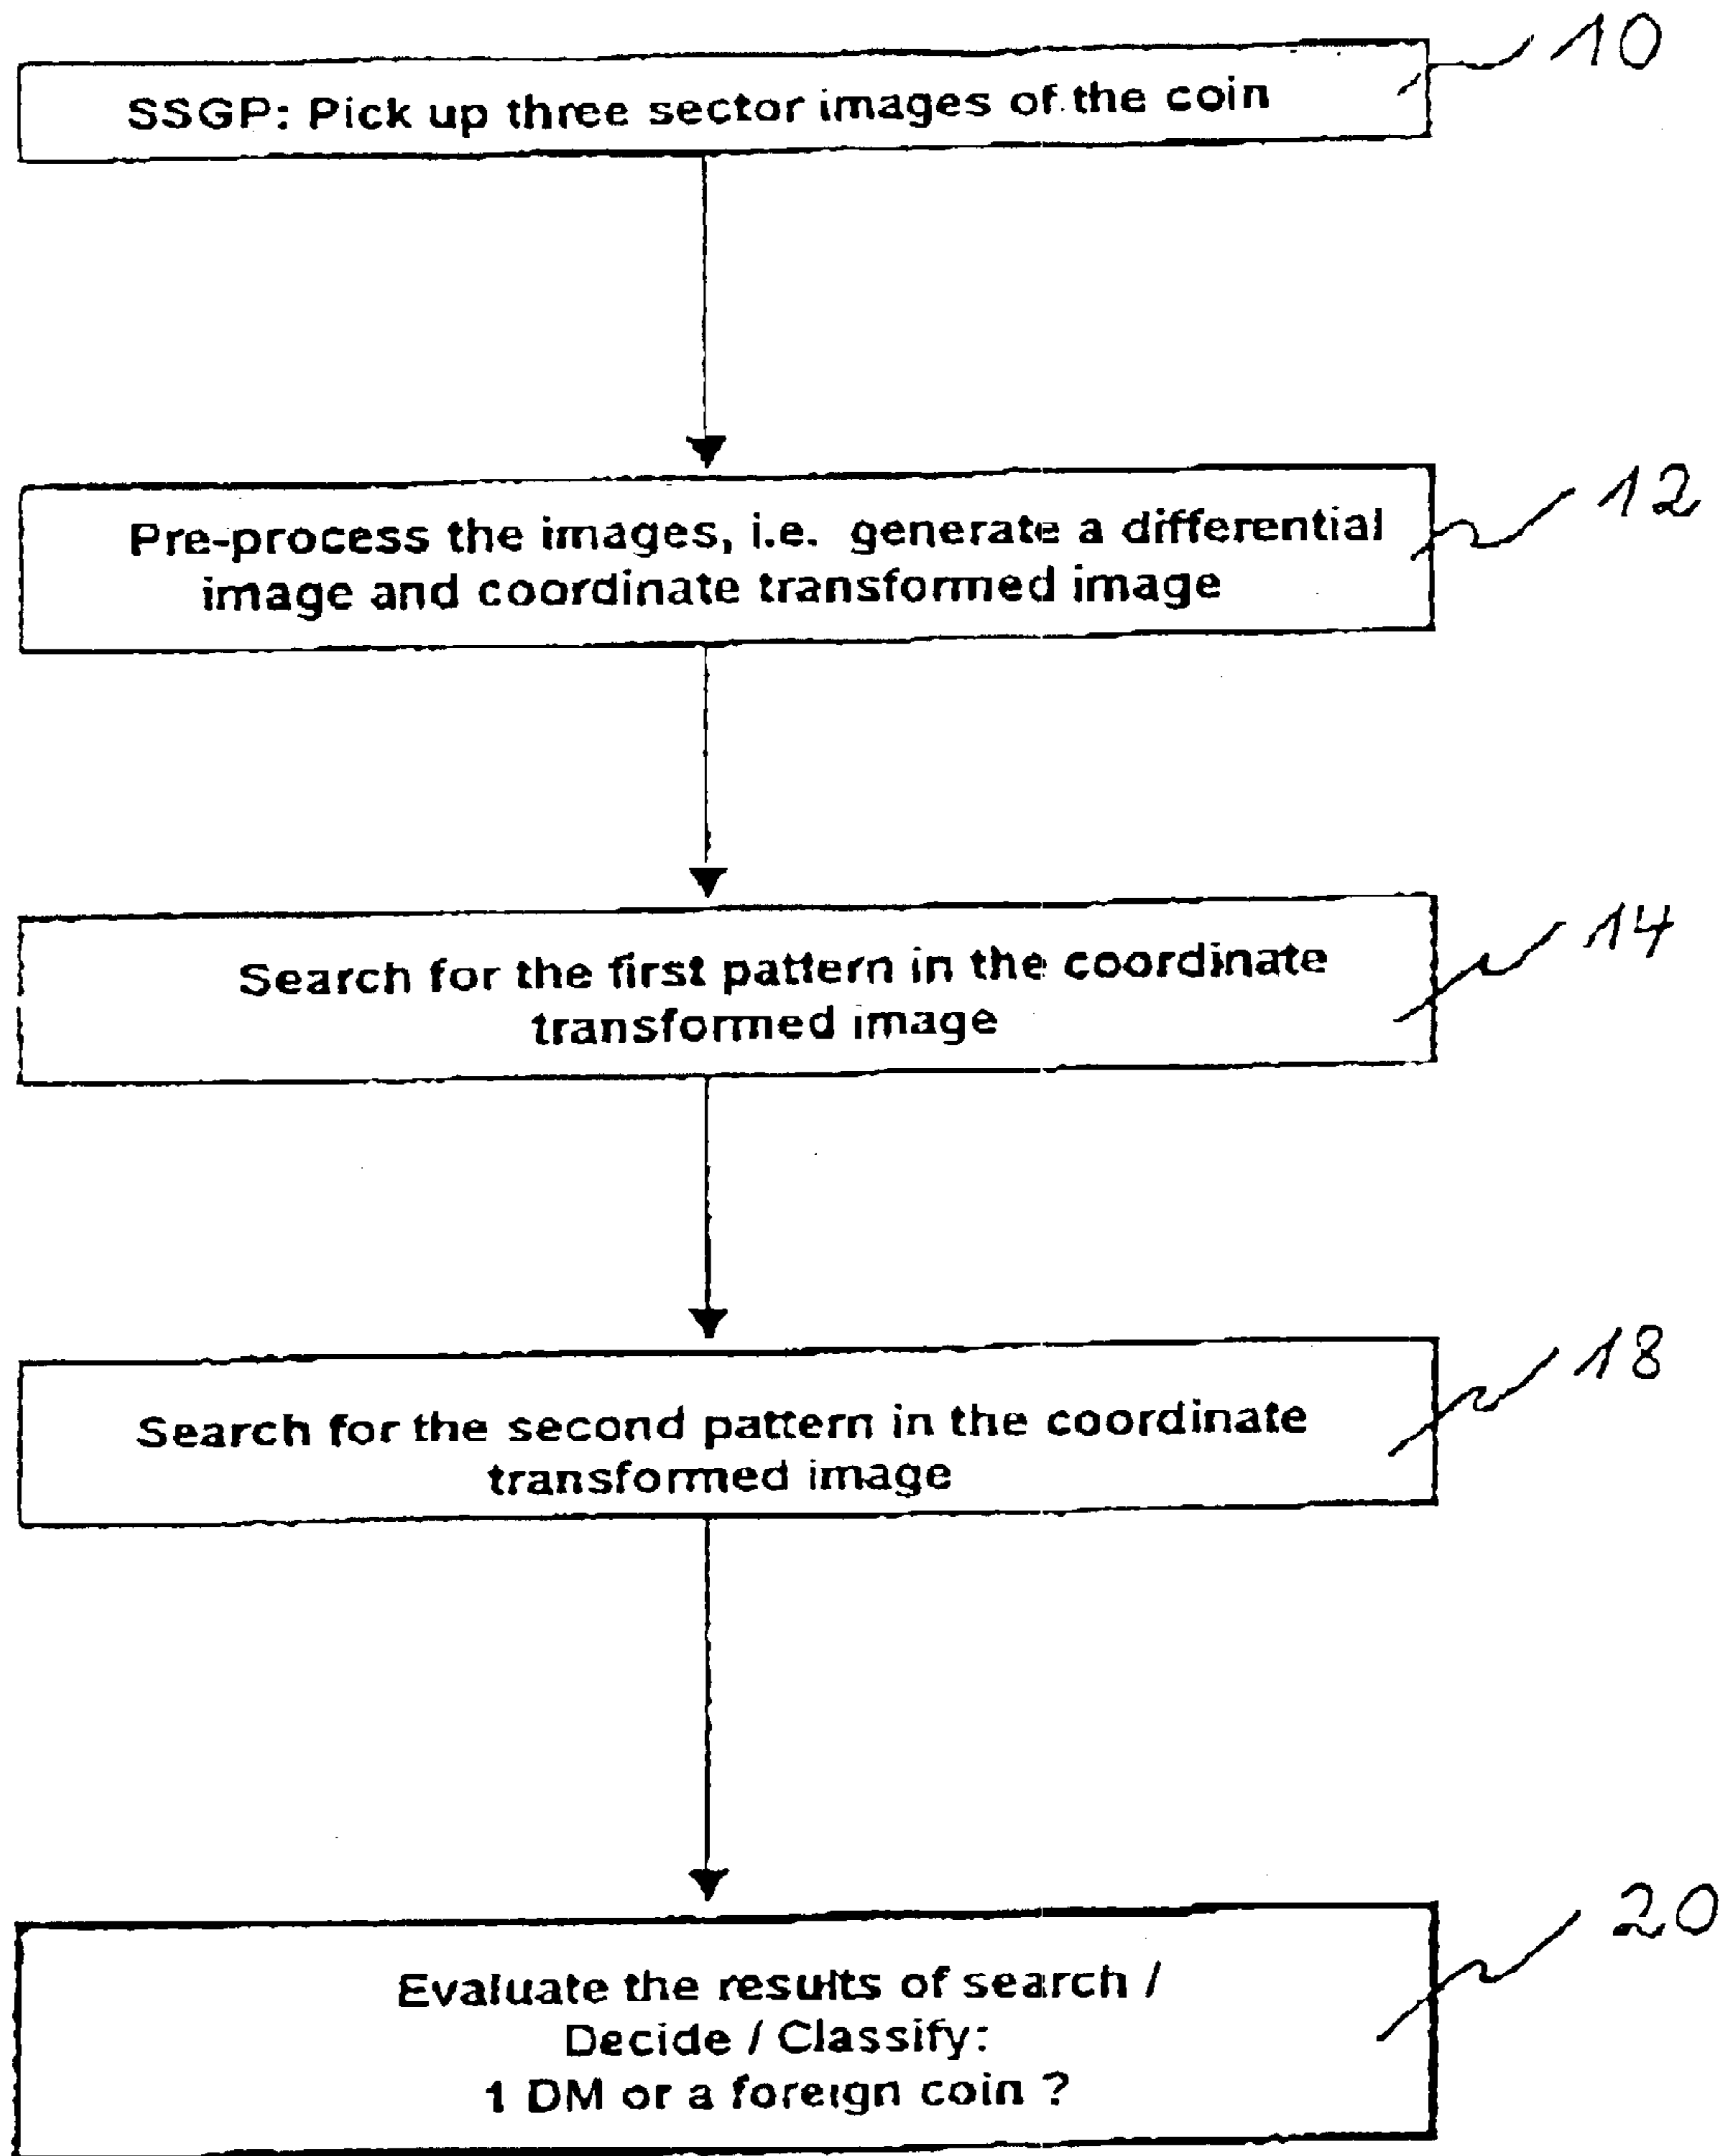 10
SSGP: Pick up three sector images of the coin
12
Pre-process the images, i.e. generate a differential
image and coordinate transformed image
14
Search for the first pattern in the coordinate
transformed image
18
Search for the second pattern in the coordinate
transformed image
20
Evaluate the results of search /
Decide / Classify:
1 DM or a foreign coin ?